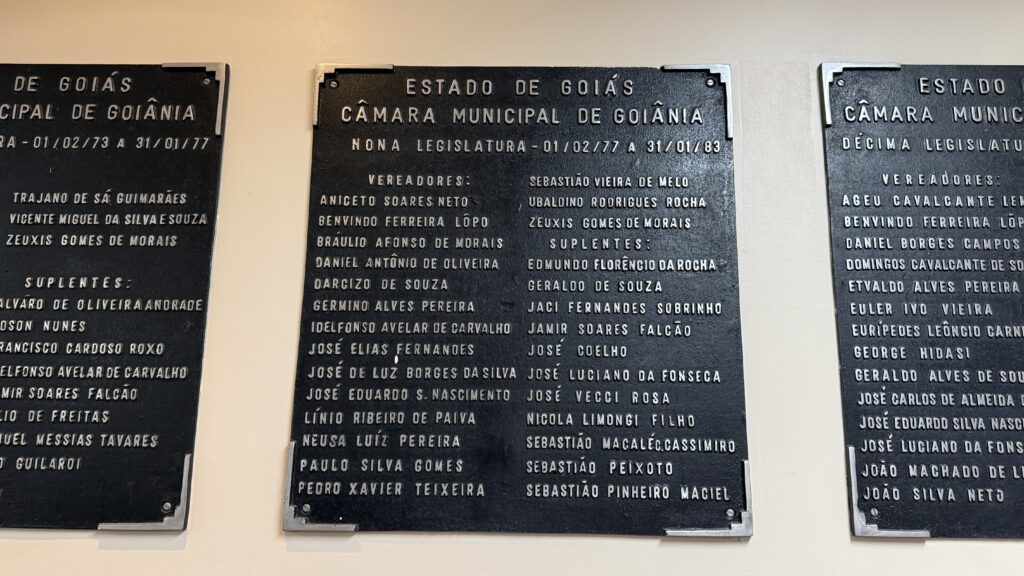 DE GOIÁS
CIPAL DE GOIÂNIA
RA - 01/02/73 A 31/01/77
TRAJANO DE SÁ GUIMARÃES
VICENTE MIGUEL DA SILVA E SOUZA
ZEUXIS GOMES DE MORAIS
SUPLENTES:
ALVARO DE OLIVEIRA ANDRADE
DSON NUNES
FRANCISCO CARDOSO ROXO
DELFONSO AVELAR DE CARVALHO
MIR SOARES FALCÃO
LIO DE FREITAS
NUEL MESSIAS TAVARES
O GUILARDI
ESTADO DE GOIÁS
CÂMARA MUNICIPAL DE GOIÂNIA
NONA LEGISLATURA - 01/02/77 A 31/01/83
VEREADORES:
ANICETO SOARES NETO
BENVINDO FERREIRA LÔPO
BRÁULIO AFONSO DE MORAIS
DANIEL ANTÔNIO DE OLIVEIRA
DARCIZO DE SOUZA
GERMINO ALVES PEREIRA
IDELFONSO AVELAR DE CARVALHO
JOSÉ ELIAS FERNANDES
JOSÉ DE LUZ BORGES DA SILVA
JOSÉ EDUARDO S. NASCIMENTO
LÍNIO RIBEIRO DE PAIVA
NEUSA LUÍZ PEREIRA
PAULO SILVA GOMES
PEDRO XAVIER TEIXEIRA
SEBASTIÃO VIEIRA DE MELO
UBALDINO RODRIGUES ROCHA
ZEUXIS GOMES DE MORAIS
SUPLENTES:
EDMUNDO FLORÊNCIO DA ROCHA
GERALDO DE SOUZA
JACI FERNANDES SOBRINHO
JAMIR SOARES FALCÃO
JOSÉ COELHO
JOSÉ LUCIANO DA FONSECA
JOSÉ VECCI ROSA
NICOLA LIMONGI FILHO
SEBASTIÃO MACALÉ C. CASSIMIRO
SEBASTIÃO PEIXOTO
SEBASTIÃO PINHEIRO MACIEL
ESTADO
CÂMARA MUNIC
DÉCIMA LEGISLATU
VEREADORES:
AGEU CAVALCANTE LEM
BENVINDO FERREIRA LÔP
DANIEL BORGES CAMPOS
DOMINGOS CAVALCANTE DE SO
ETVALDO ALVES PEREIRA
EULER IVO VIEIRA
EURÍPEDES LEÔNCIO CARNE
GEORGE HIDASI
GERALDO ALVES DE SOU
JOSÉ CARLOS DE ALMEIDA
JOSÉ EDUARDO SILVA NASCI
JOSÉ LUCIANO DA FONS
JOÃO MACHADO DE
JOÃO SILVA NETO